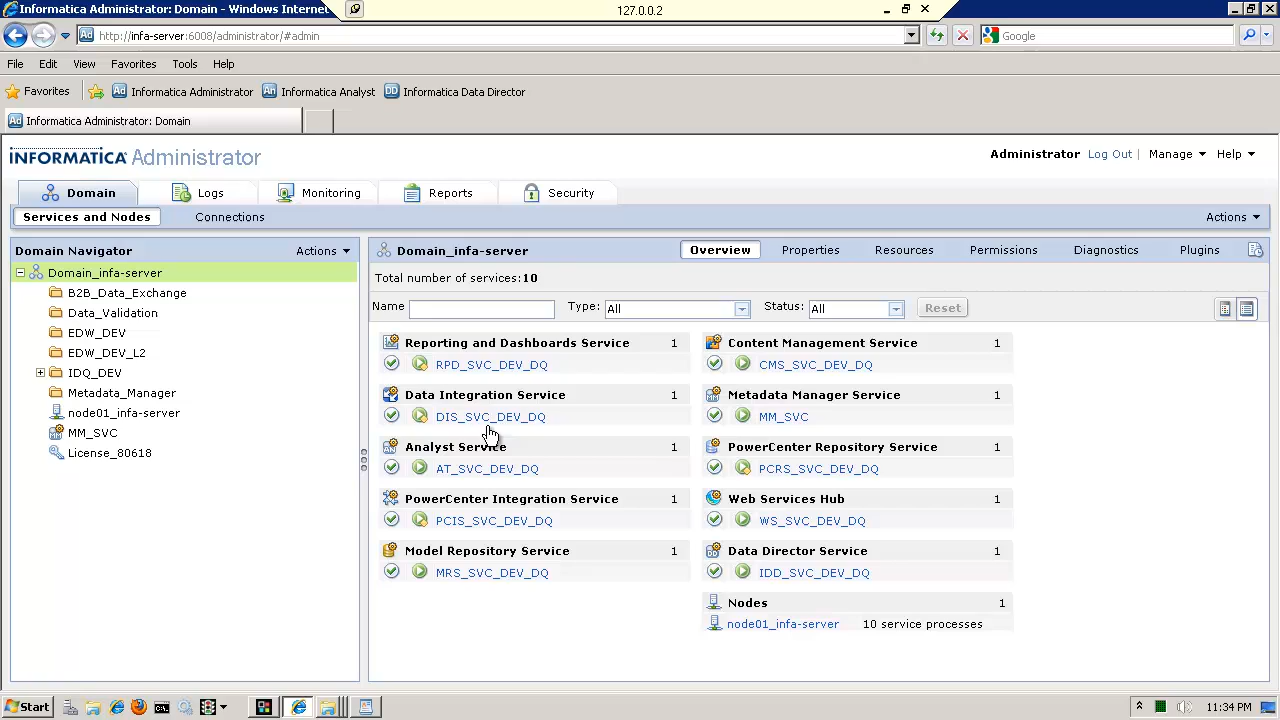 Informatica Administrator: Domain - Windows Internet
127.0.0.2
http://infa-server:6008/administrator/#admin
Google
File Edit View Favorites Tools Help
Favorites Informatica Administrator Informatica Analyst Informatica Data Director
Informatica Administrator: Domain
INFORMATICA Administrator
Administrator Log Out | Manage Help
Domain Logs Monitoring Reports Security
Services and Nodes Connections Actions
Domain Navigator Actions
Domain_infa-server
B2B_Data_Exchange
Data_Validation
EDW_DEV
EDW_DEV_L2
IDQ_DEV
Metadata_Manager
node01_infa-server
MM_SVC
License_80618
Domain_infa-server Overview Properties Resources Permissions Diagnostics Plugins
Total number of services:10
Name Type: All Status: All Reset
Reporting and Dashboards Service 1
RPD_SVC_DEV_DQ
Data Integration Service 1
DIS_SVC_DEV_DQ
Analyst Service 1
AT_SVC_DEV_DQ
PowerCenter Integration Service 1
PCIS_SVC_DEV_DQ
Model Repository Service 1
MRS_SVC_DEV_DQ
Content Management Service 1
CMS_SVC_DEV_DQ
Metadata Manager Service 1
MM_SVC
PowerCenter Repository Service 1
PCRS_SVC_DEV_DQ
Web Services Hub 1
WS_SVC_DEV_DQ
Data Director Service 1
IDD_SVC_DEV_DQ
Nodes 1
node01_infa-server 10 service processes
Start 11:34 PM